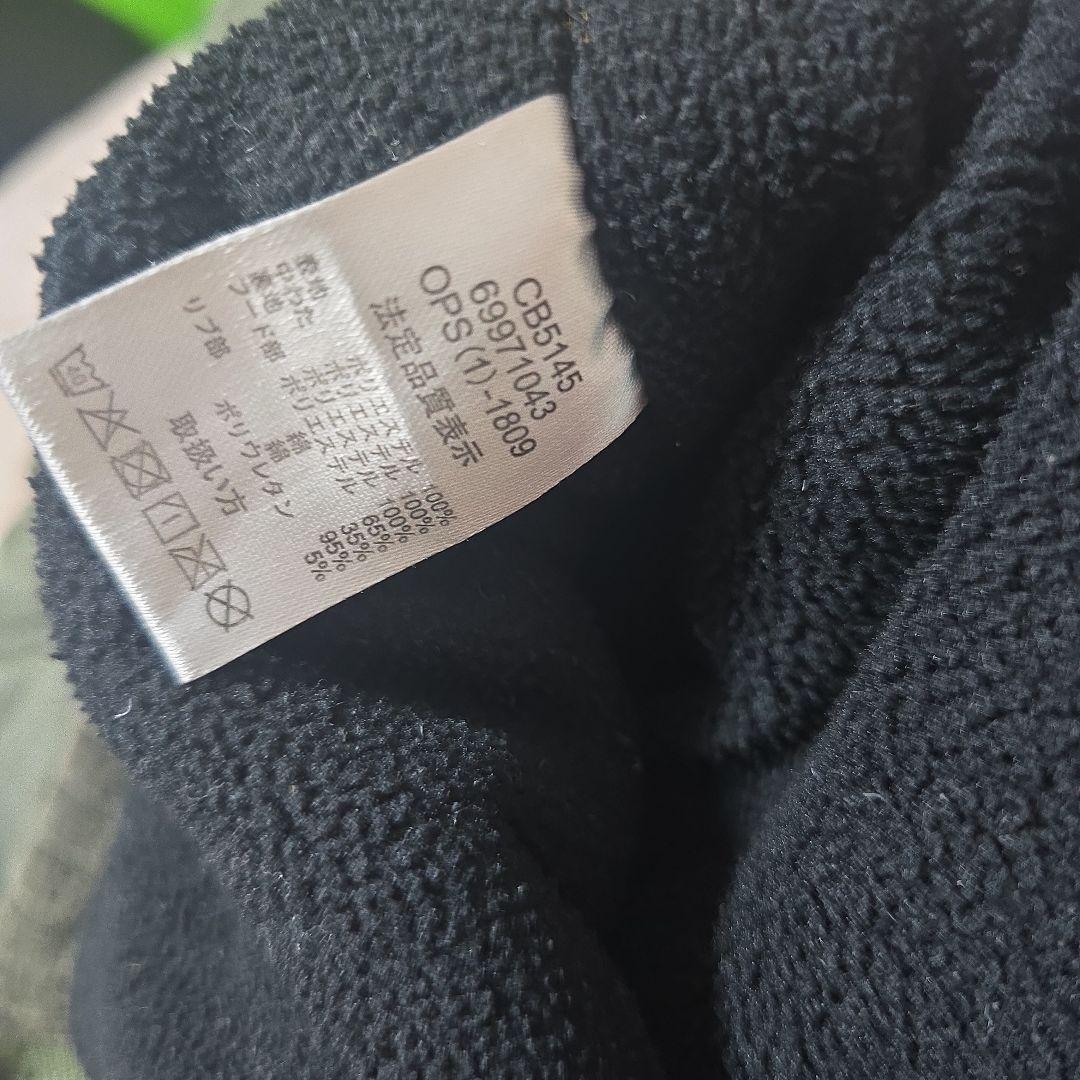 CB5145
69971043
OPS(1)-1809
法定品質表示
表地 ポリエステル 100%
中わた ポリエステル 100%
裏地 ポリエステル 100%
フード部 綿 65%
ポリエステル 35%
リブ部 綿 95%
ポリウレタン 5%
取扱い方
40